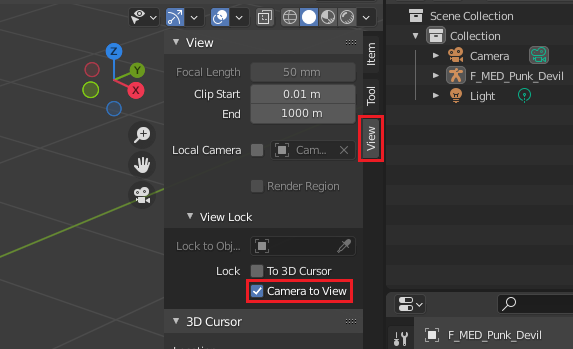 View
Focal Length 50 mm
Clip Start 0.01 m
End 1000 m
Local Camera Cam...
Render Region
View Lock
Lock to Obj...
Lock To 3D Cursor
Camera to View
3D Cursor
Item
Tool
View
Z
Y
X
Scene Collection
Collection
Camera
F_MED_Punk_Devil
Light
F_MED_Punk_Devil